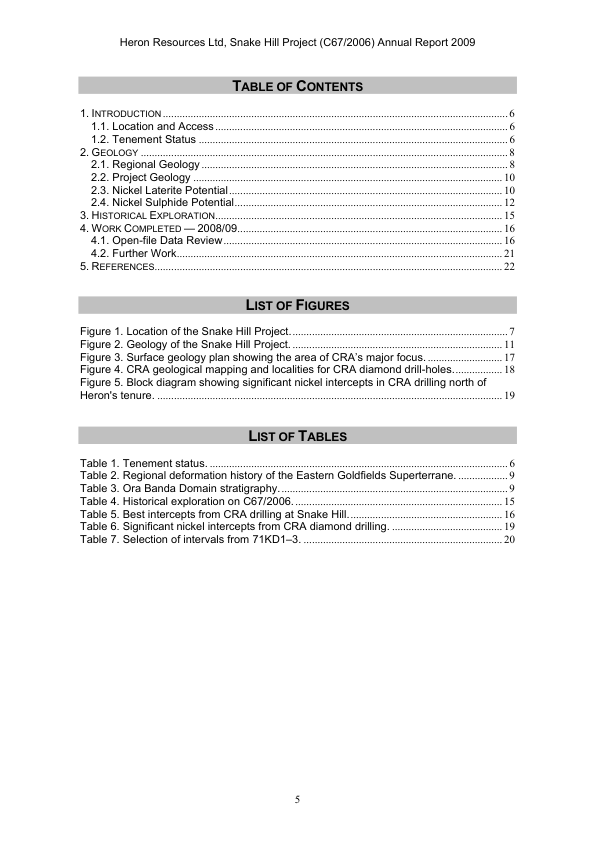 Heron Resources Ltd, Snake Hill Project (C67/2006) Annual Report 2009
TABLE OF CONTENTS
1. INTRODUCTION ........ 6
1.1. Location and Access ........ 6
1.2. Tenement Status ........ 6
2. GEOLOGY ........ 8
2.1. Regional Geology ........ 8
2.2. Project Geology ........ 10
2.3. Nickel Laterite Potential ........ 10
2.4. Nickel Sulphide Potential ........ 12
3. HISTORICAL EXPLORATION ........ 15
4. WORK COMPLETED — 2008/09 ........ 16
4.1. Open-file Data Review ........ 16
4.2. Further Work ........ 21
5. REFERENCES ........ 22
LIST OF FIGURES
Figure 1. Location of the Snake Hill Project. ........ 7
Figure 2. Geology of the Snake Hill Project. ........ 11
Figure 3. Surface geology plan showing the area of CRA's major focus. ........ 17
Figure 4. CRA geological mapping and localities for CRA diamond drill-holes. ........ 18
Figure 5. Block diagram showing significant nickel intercepts in CRA drilling north of
Heron's tenure. ........ 19
LIST OF TABLES
Table 1. Tenement status. ........ 6
Table 2. Regional deformation history of the Eastern Goldfields Superterrane. ........ 9
Table 3. Ora Banda Domain stratigraphy. ........ 9
Table 4. Historical exploration on C67/2006. ........ 15
Table 5. Best intercepts from CRA drilling at Snake Hill. ........ 16
Table 6. Significant nickel intercepts from CRA diamond drilling. ........ 19
Table 7. Selection of intervals from 71KD1–3. ........ 20
5